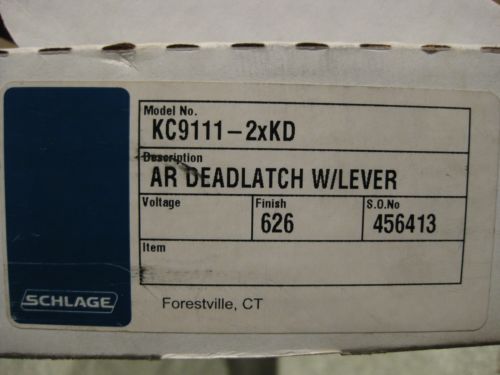 Model No.
KC9111-2xKD
Description
AR DEADLATCH W/LEVER
Voltage
Finish
626
S.O.No
456413
Item
SCHLAGE
Forestville, CT